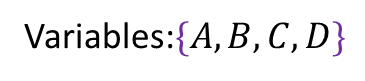 Variables:{A, B, C, D}